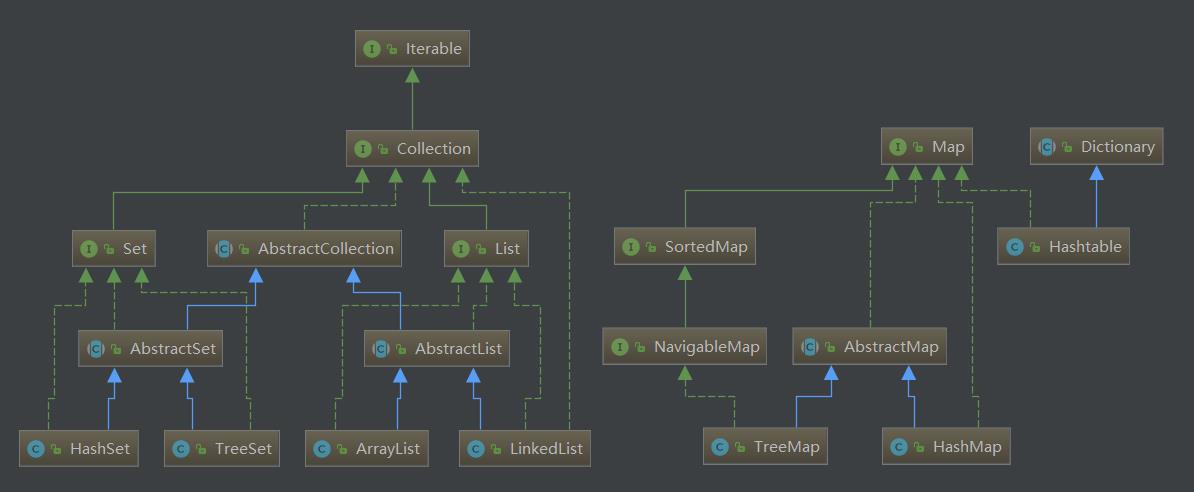 I Iterable
I Collection
I Map
C Dictionary
I Set
C AbstractCollection
I List
I SortedMap
C Hashtable
C AbstractSet
C AbstractList
I NavigableMap
C AbstractMap
C HashSet
C TreeSet
C ArrayList
C LinkedList
C TreeMap
C HashMap